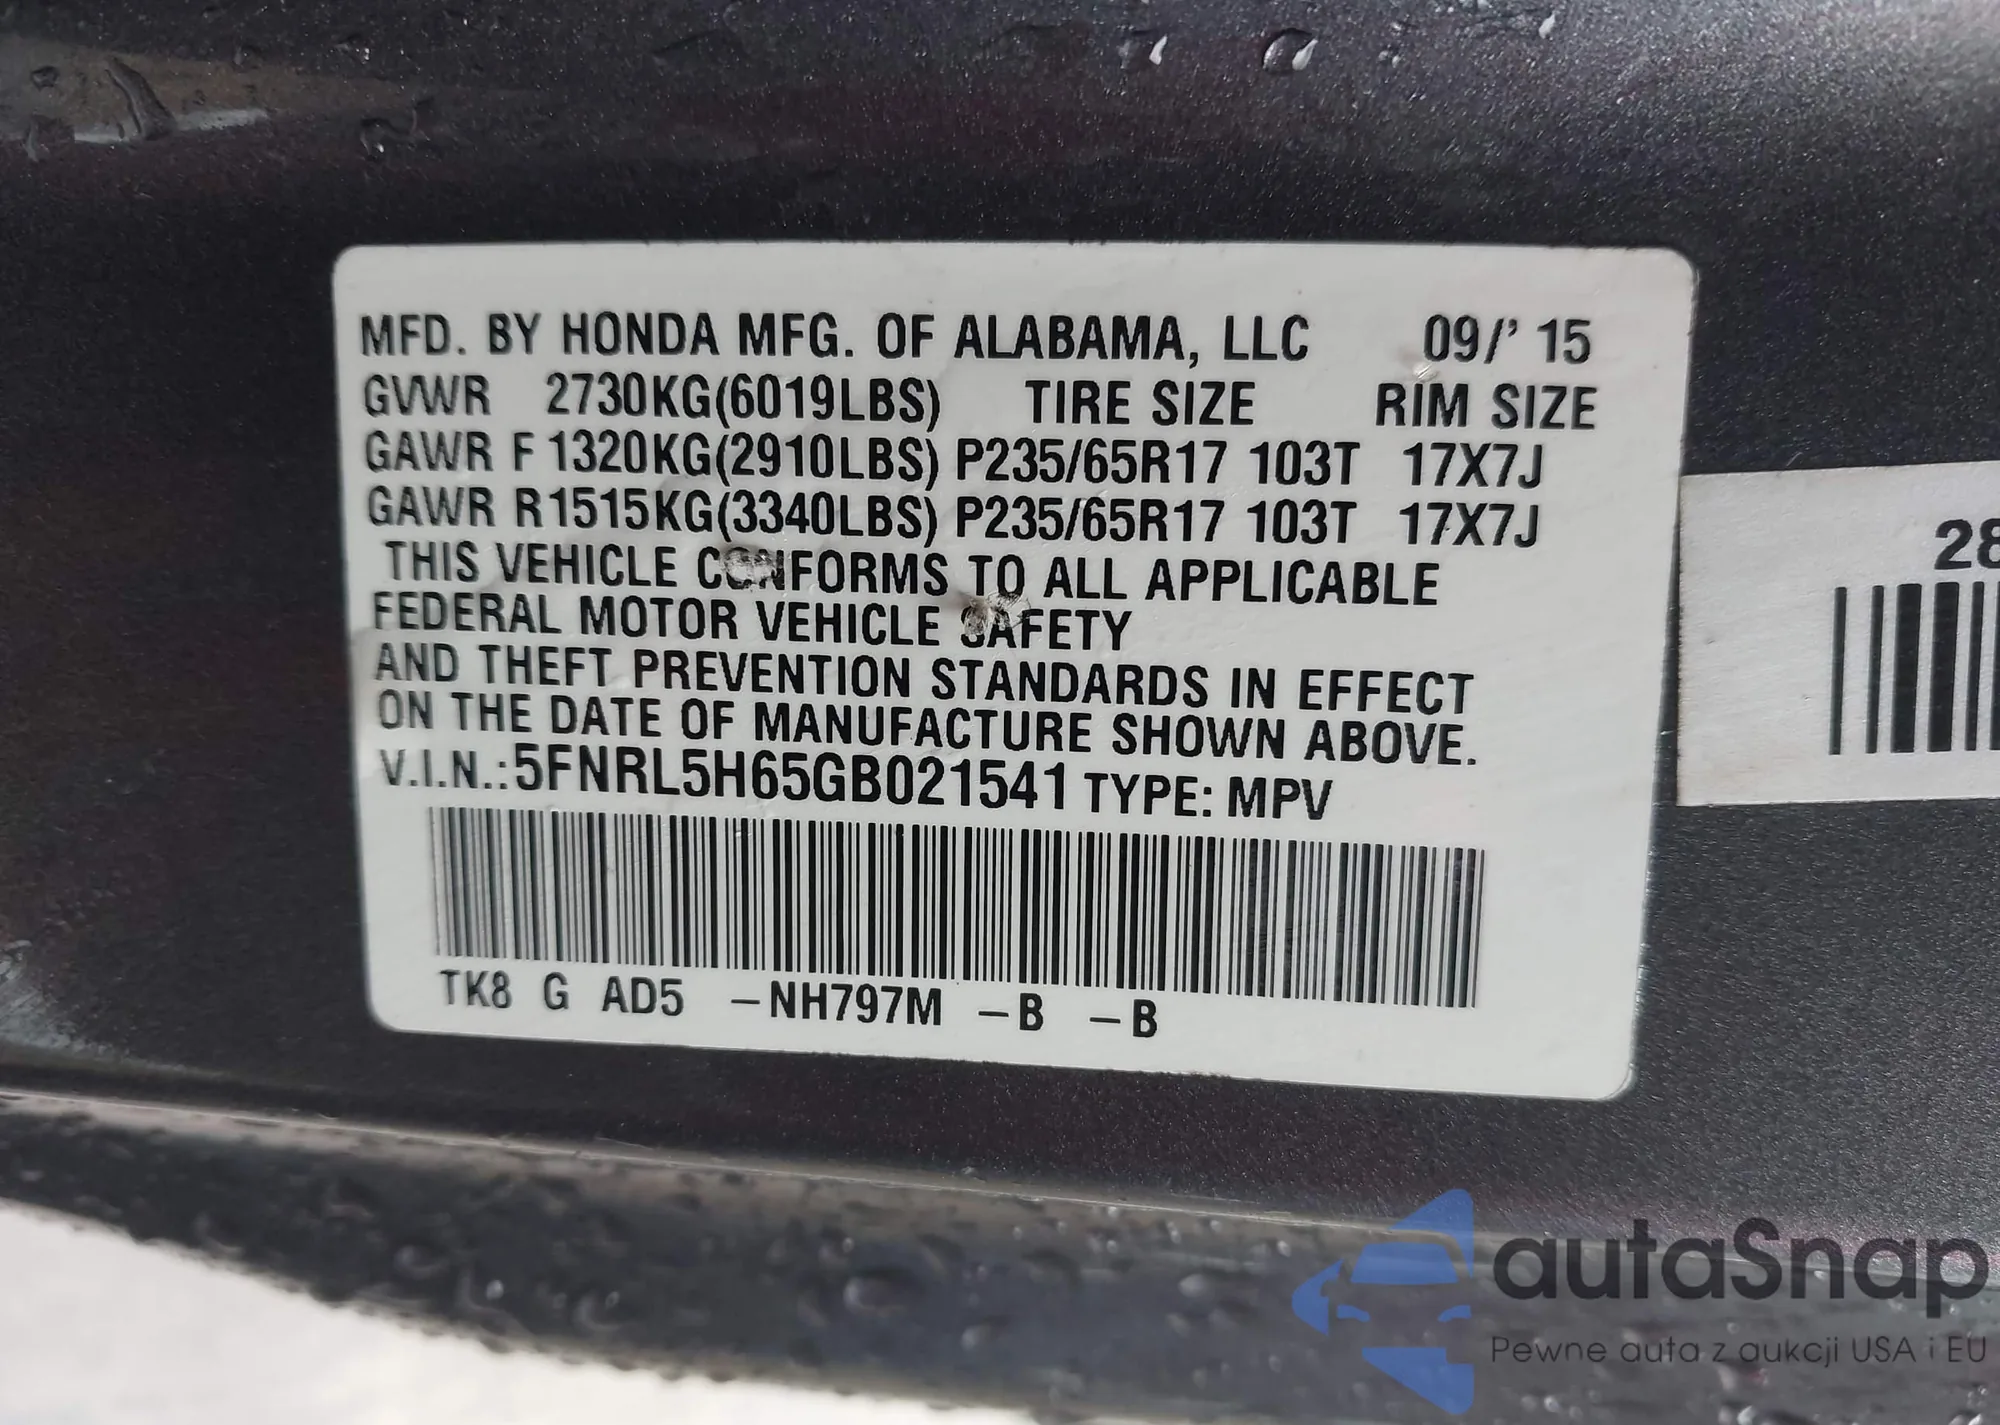 MFD. BY HONDA MFG. OF ALABAMA, LLC 09/' 15
GVWR 2730KG(6019LBS) TIRE SIZE RIM SIZE
GAWR F 1320KG(2910LBS) P235/65R17 103T 17X7J
GAWR R1515KG(3340LBS) P235/65R17 103T 17X7J
THIS VEHICLE CONFORMS TO ALL APPLICABLE
FEDERAL MOTOR VEHICLE SAFETY
AND THEFT PREVENTION STANDARDS IN EFFECT
ON THE DATE OF MANUFACTURE SHOWN ABOVE.
V.I.N.:5FNRL5H65GB021541 TYPE: MPV
TK8 G AD5 –NH797M –B –B
28
autaSnap
Pewne auta z aukcji USA i EU